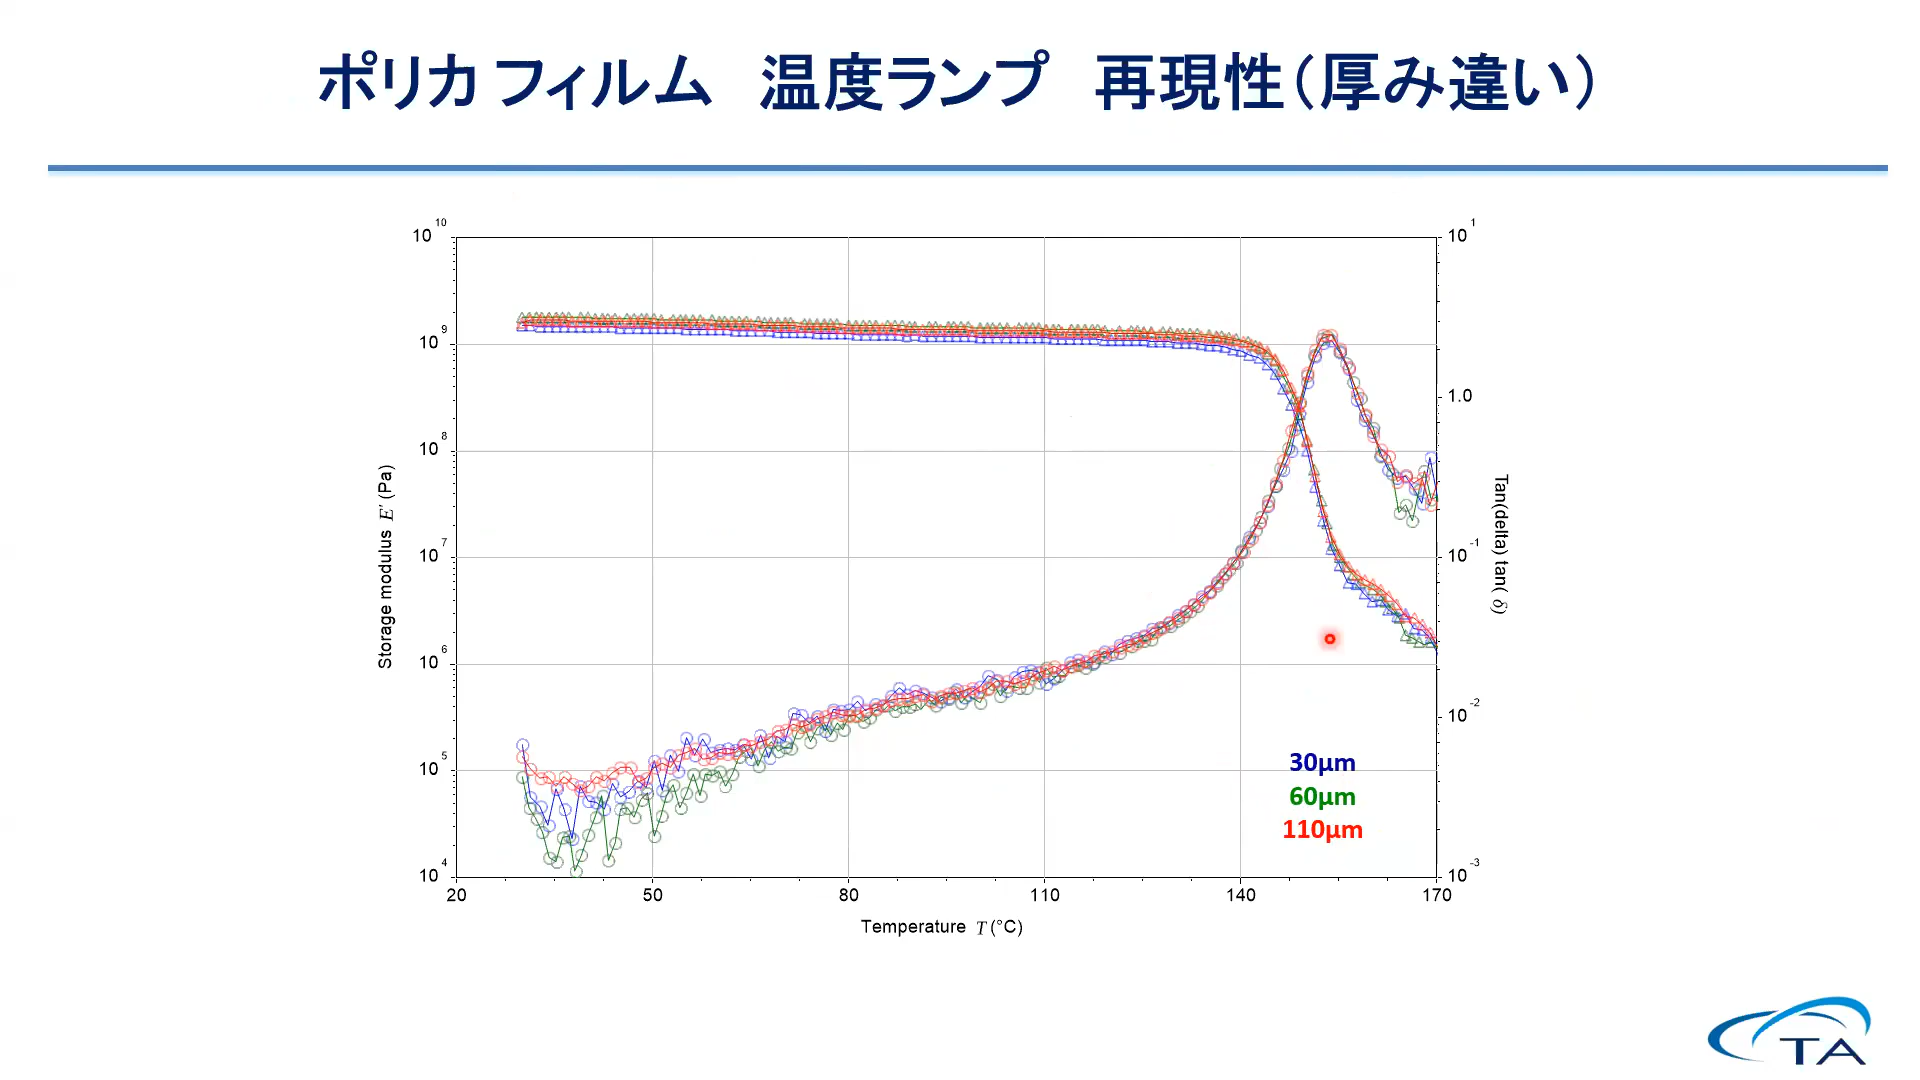 ポリカ フィルム　温度ランプ　再現性（厚み違い）
10 10
10 9
10 8
10 7
10 6
10 5
10 4
Storage modulus E' (Pa)
10 1
1.0
10 -1
10 -2
10 -3
Tan(delta) tan( δ)
30µm
60µm
110µm
20 50 80 110 140 170
Temperature T (°C)
TA